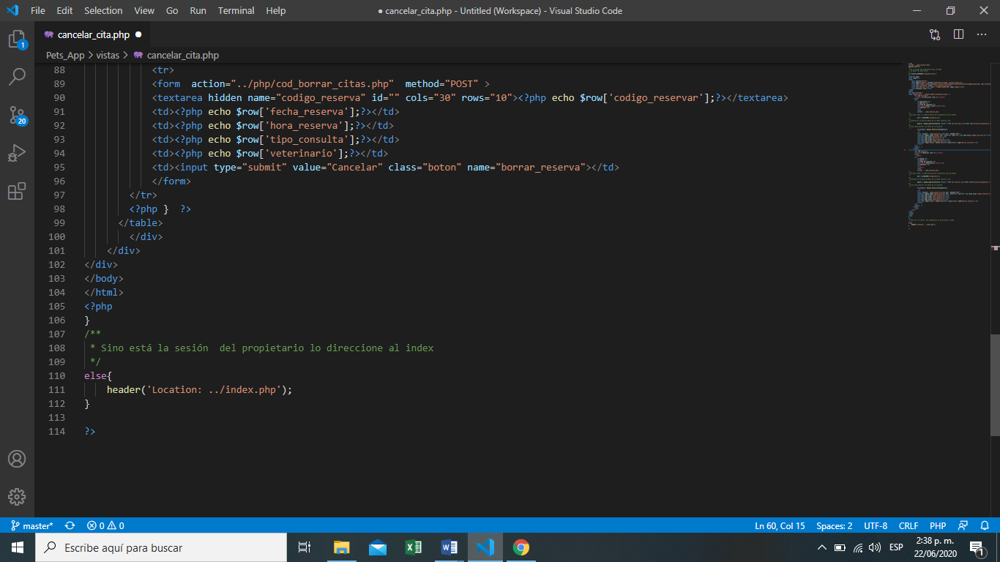 File Edit Selection View Go Run Terminal Help
● cancelar_cita.php - Untitled (Workspace) - Visual Studio Code
cancelar_cita.php ●
Pets_App > vistas > cancelar_cita.php
88 <tr>
89 <form  action="../php/cod_borrar_citas.php"  method="POST" >
90 <textarea hidden name="codigo_reserva" id="" cols="30" rows="10"><?php echo $row['codigo_reservar'];?></textarea>
91 <td><?php echo $row['fecha_reserva'];?></td>
92 <td><?php echo $row['hora_reserva'];?></td>
93 <td><?php echo $row['tipo_consulta'];?></td>
94 <td><?php echo $row['veterinario'];?></td>
95 <td><input type="submit" value="Cancelar" class="boton" name="borrar_reserva"></td>
96 </form>
97 </tr>
98 <?php }  ?>
99 </table>
100 </div>
101 </div>
102 </div>
103 </body>
104 </html>
105 <?php
106 }
107 /**
108 * Sino está la sesión  del propietario lo direccione al index
109 */
110 else{
111 header('Location: ../index.php');
112 }
113
114 ?>
1
20
master* 0 0
Ln 60, Col 15 Spaces: 2 UTF-8 CRLF PHP
Escribe aquí para buscar
ESP
2:38 p. m.
22/06/2020
1